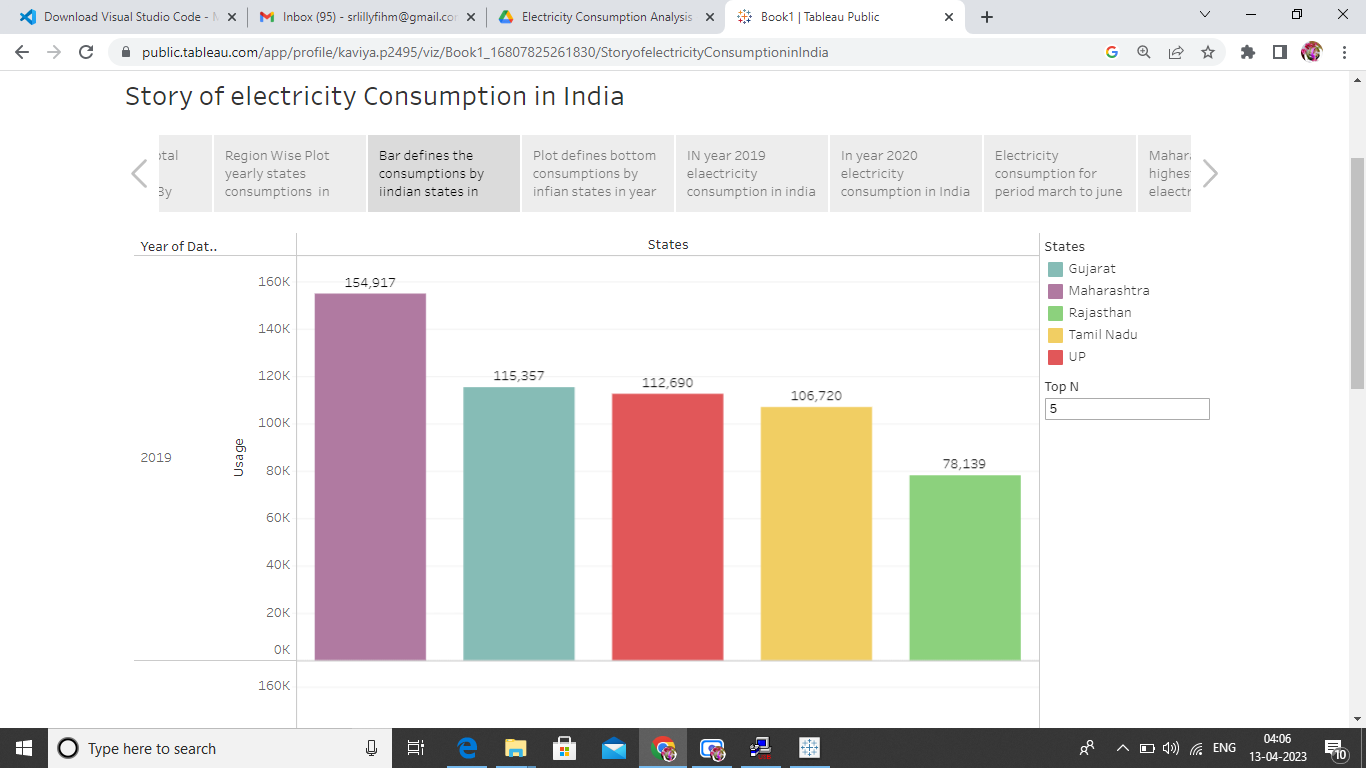 Download Visual Studio Code - M
Inbox (95) - srlillyfihm@gmail.co
Electricity Consumption Analysis
Book1 | Tableau Public
public.tableau.com/app/profile/kaviya.p2495/viz/Book1_16807825261830/StoryofelectricityConsumptioninIndia
Story of electricity Consumption in India
otal
By
Region Wise Plot
yearly states
consumptions in
Bar defines the
consumptions by
iindian states in
Plot defines bottom
consumptions by
infian states in year
IN year 2019
elaectricity
consumption in india
In year 2020
electricity
consumption in India
Electricity
consumption for
period march to june
Mahar
highes
elaectr
Year of Dat..
States
160K
140K
120K
100K
80K
60K
40K
20K
0K
160K
2019
Usage
154,917
115,357
112,690
106,720
78,139
States
Gujarat
Maharashtra
Rajasthan
Tamil Nadu
UP
Top N
5
Type here to search
ENG
04:06
13-04-2023
10